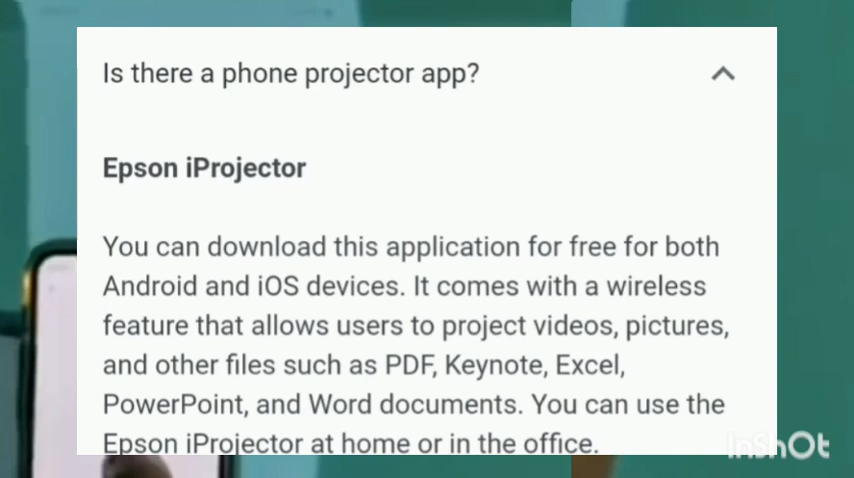 Is there a phone projector app?
Epson iProjector
You can download this application for free for both
Android and iOS devices. It comes with a wireless
feature that allows users to project videos, pictures,
and other files such as PDF, Keynote, Excel,
PowerPoint, and Word documents. You can use the
Epson iProjector at home or in the office.
InShOt